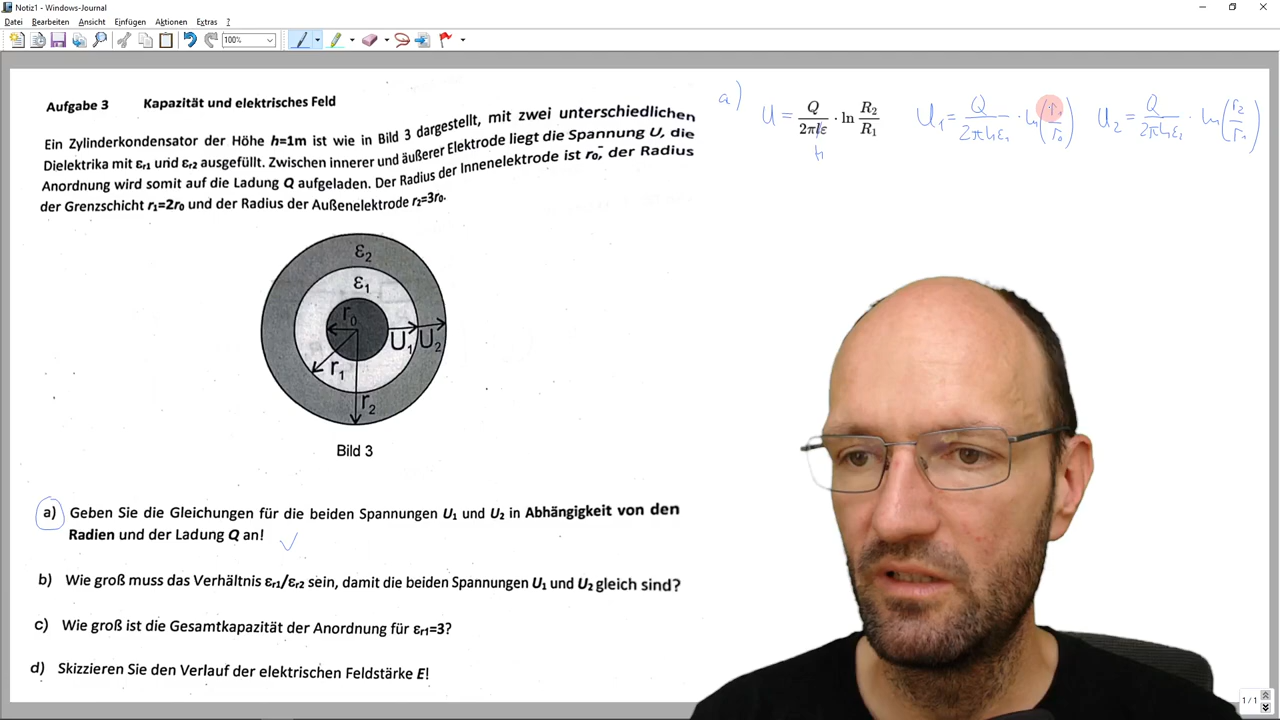 Notiz1 - Windows-Journal
Datei Bearbeiten Ansicht Einfügen Aktionen Extras ?
100%
Aufgabe 3 Kapazität und elektrisches Feld
Ein Zylinderkondensator der Höhe h=1m ist wie in Bild 3 dargestellt, mit zwei unterschiedlichen
Dielektrika mit εr1 und εr2 ausgefüllt. Zwischen innerer und äußerer Elektrode liegt die Spannung U, die
Anordnung wird somit auf die Ladung Q aufgeladen. Der Radius der Innenelektrode ist r0, der Radius
der Grenzschicht r1=2r0 und der Radius der Außenelektrode r2=3r0.
ε2
ε1
r0
U1 U2
r1
r2
Bild 3
a) Geben Sie die Gleichungen für die beiden Spannungen U1 und U2 in Abhängigkeit von den
Radien und der Ladung Q an!
b) Wie groß muss das Verhältnis εr1/εr2 sein, damit die beiden Spannungen U1 und U2 gleich sind?
c) Wie groß ist die Gesamtkapazität der Anordnung für εr1=3?
d) Skizzieren Sie den Verlauf der elektrischen Feldstärke E!
a)
U = Q / 2πlε · ln R2 / R1
h
U1 = Q / 2πhε1 · ln(r1 / r0)
U2 = Q / 2πhε2 · ln(r2 / r1)
1/1